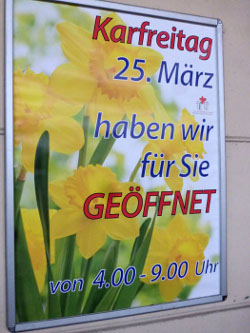 Karfreitag
25. März
haben wir
für Sie
GEÖFFNET
von 4.00 - 9.00 Uhr